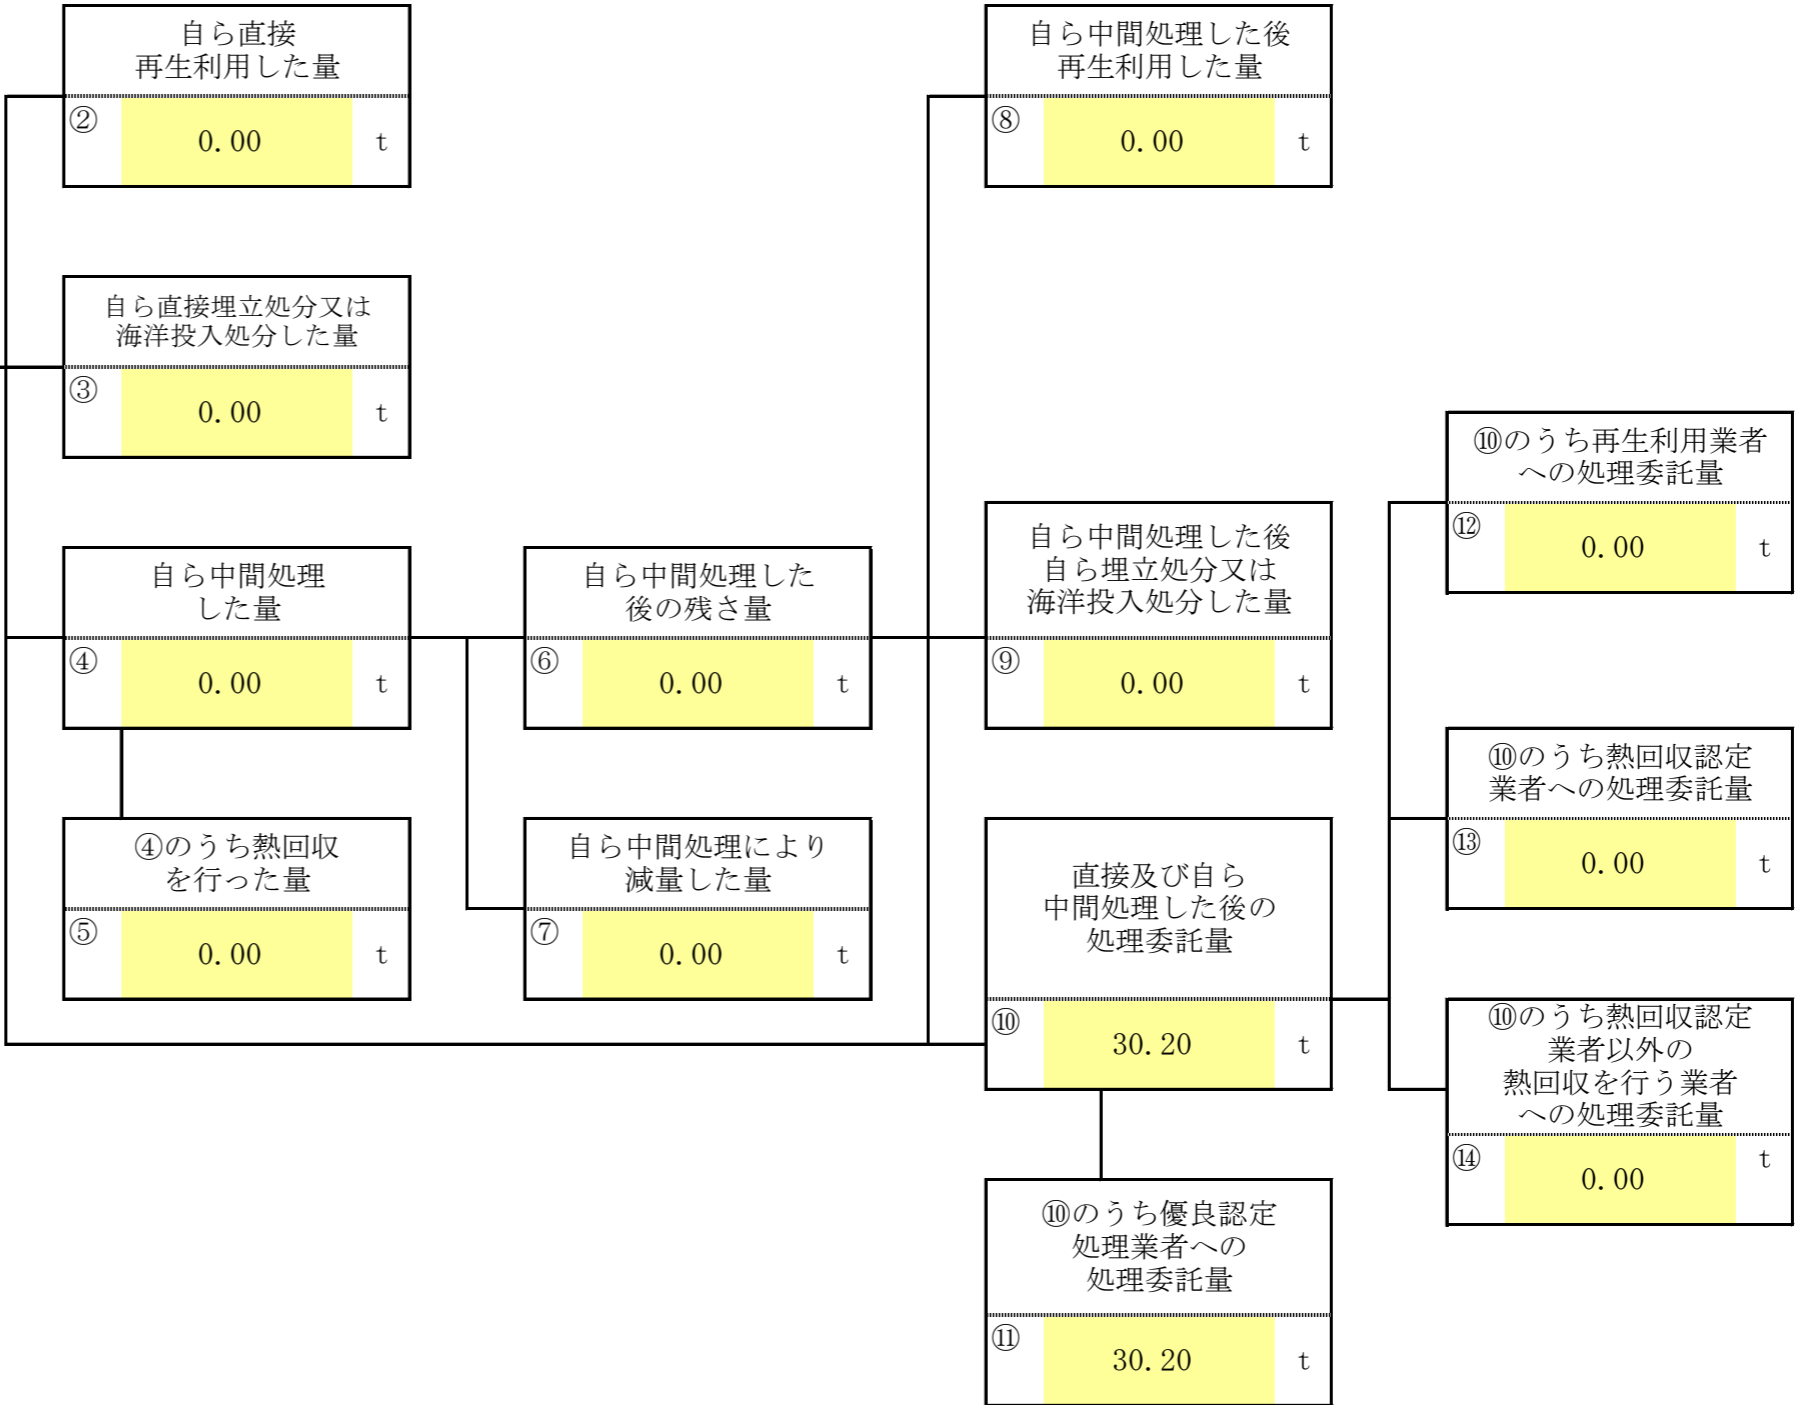 自ら直接
再生利用した量
②
0.00
t
自ら中間処理した後
再生利用した量
⑧
0.00
t
自ら直接埋立処分又は
海洋投入処分した量
③
0.00
t
⑩のうち再生利用業者
への処理委託量
⑫
0.00
t
自ら中間処理
した量
④
0.00
t
自ら中間処理した
後の残さ量
⑥
0.00
t
自ら中間処理した後
自ら埋立処分又は
海洋投入処分した量
⑨
0.00
t
⑩のうち熱回収認定
業者への処理委託量
⑬
0.00
t
④のうち熱回収
を行った量
⑤
0.00
t
自ら中間処理により
減量した量
⑦
0.00
t
直接及び自ら
中間処理した後の
処理委託量
⑩
30.20
t
⑩のうち熱回収認定
業者以外の
熱回収を行う業者
への処理委託量
⑭
0.00
t
⑩のうち優良認定
処理業者への
処理委託量
⑪
30.20
t